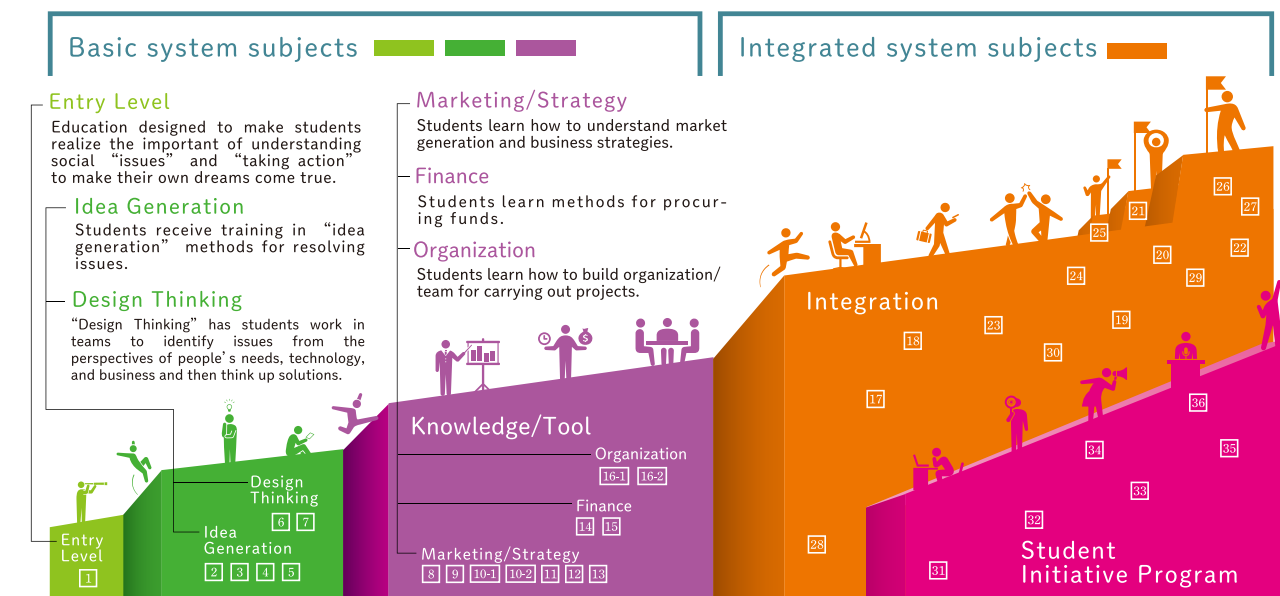 Basic system subjects
Integrated system subjects
Entry Level
Education designed to make students
realize the important of understanding
social “issues” and “taking action”
to make their own dreams come true.
Idea Generation
Students receive training in “idea
generation” methods for resolving
issues.
Design Thinking
“Design Thinking” has students work in
teams to identify issues from the
perspectives of people’s needs, technology,
and business and then think up solutions.
Marketing/Strategy
Students learn how to understand market
generation and business strategies.
Finance
Students learn methods for procur-
ing funds.
Organization
Students learn how to build organization/
team for carrying out projects.
Entry
Level
1
Design
Thinking
6 7
Idea
Generation
2 3 4 5
Knowledge/Tool
Organization
16-1 16-2
Finance
14 15
Marketing/Strategy
8 9 10-1 10-2 11 12 13
$
Integration
26
27
21
25
22
20
24
29
19
23
18
30
17
28
36
34
35
33
32
31
Student
Initiative Program